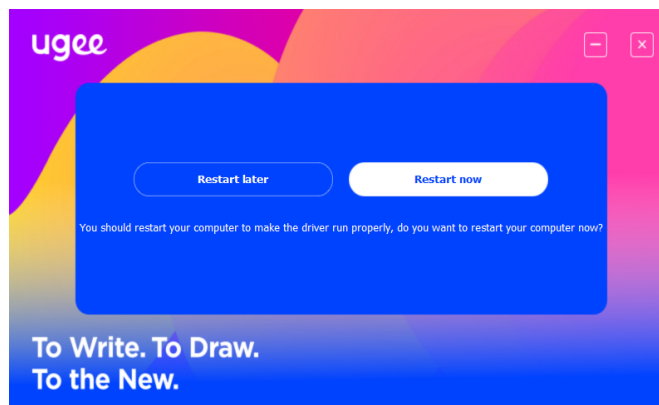 ugee
Restart later
Restart now
You should restart your computer to make the driver run properly, do you want to restart your computer now?
To Write. To Draw.
To the New.